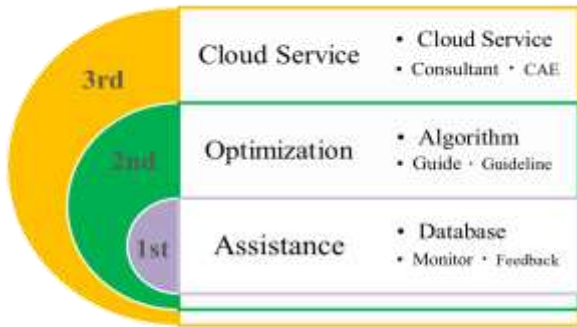 3rd
Cloud Service
• Cloud Service
• Consultant · CAE
2nd
Optimization
• Algorithm
• Guide · Guideline
1st
Assistance
• Database
• Monitor · Feedback